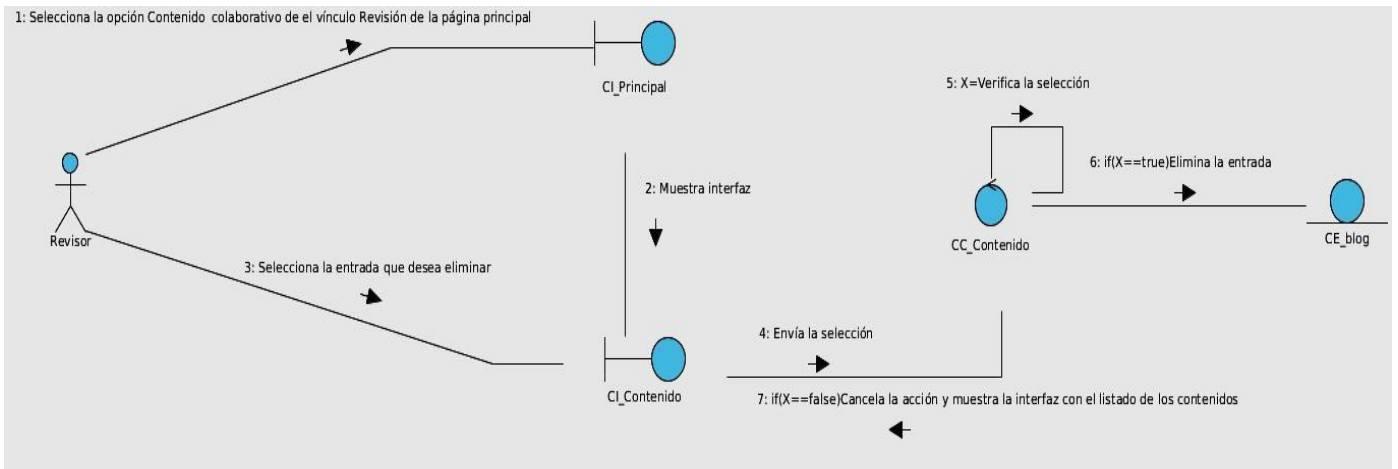 1: Selecciona la opción Contenido colaborativo de el vínculo Revisión de la página principal
CI_Principal
5: X=Verifica la selección
6: if(X==true)Elimina la entrada
2: Muestra interfaz
Revisor
CC_Contenido
CE_blog
3: Selecciona la entrada que desea eliminar
4: Envía la selección
CI_Contenido
7: if(X==false)Cancela la acción y muestra la interfaz con el listado de los contenidos